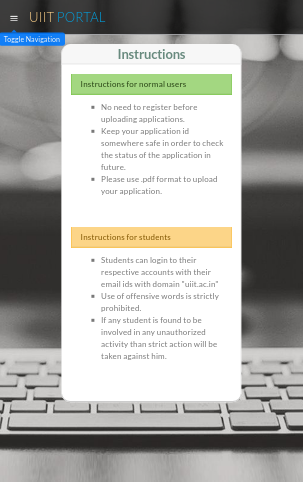 UIIT PORTAL
Toggle Navigation
Instructions
Instructions for normal users
No need to register before
uploading applications.
Keep your application id
somewhere safe in order to check
the status of the application in
future.
Please use .pdf format to upload
your application.
Instructions for students
Students can login to their
respective accounts with their
email ids with domain "uiit.ac.in"
Use of offensive words is strictly
prohibited.
If any student is found to be
involved in any unauthorized
activity than strict action will be
taken against him.